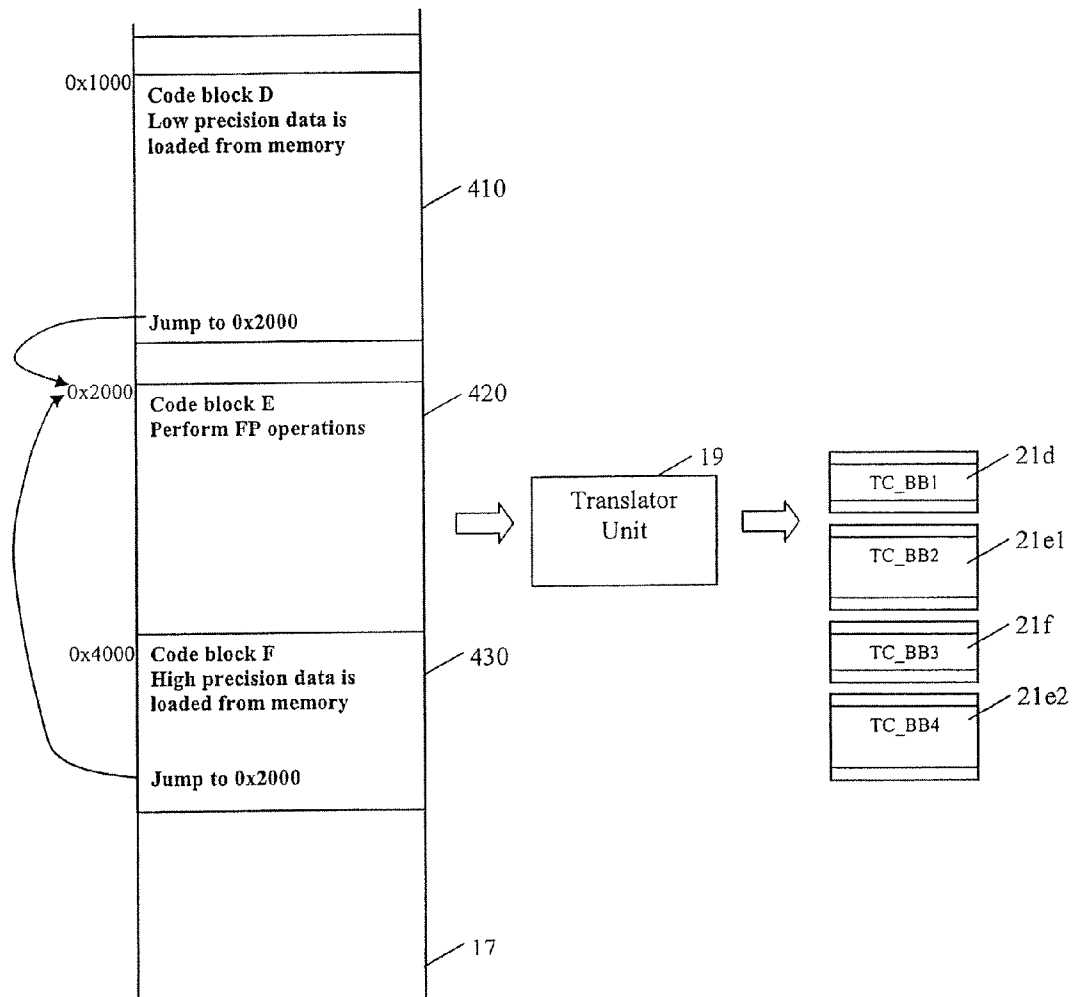 0x1000
Code block D
Low precision data is
loaded from memory
410
Jump to 0x2000
0x2000
Code block E
Perform FP operations
420
19
Translator
Unit
21d
TC_BB1
21e1
TC_BB2
21f
TC_BB3
21e2
TC_BB4
0x4000
Code block F
High precision data is
loaded from memory
430
Jump to 0x2000
17